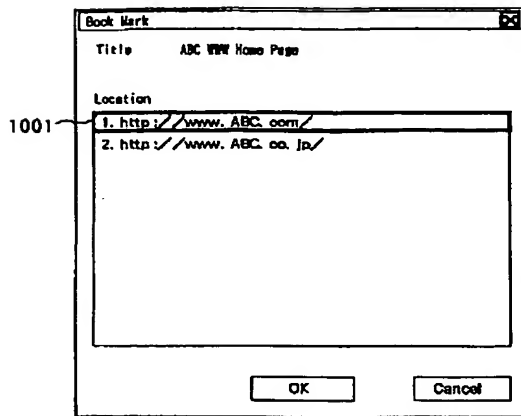 Book Mark
Title ABC WWW Home Page
Location
1001 1. http://www.ABC.com/
2. http://www.ABC.co.jp/
OK Cancel